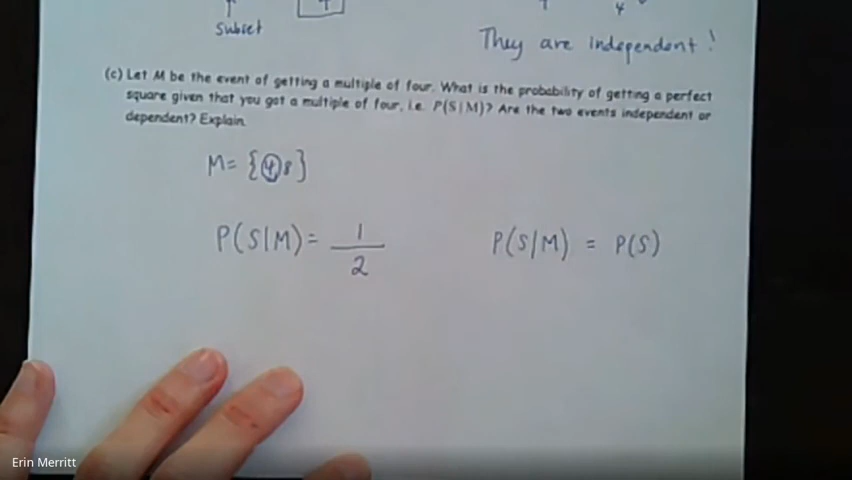 subset
4
They are independent!
(c) Let M be the event of getting a multiple of four. What is the probability of getting a perfect
square given that you got a multiple of four, i.e. P(S|M)? Are the two events independent or
dependent? Explain.
M= {4,8}
P(S|M)= 1/2
P(S|M) = P(S)
Erin Merritt